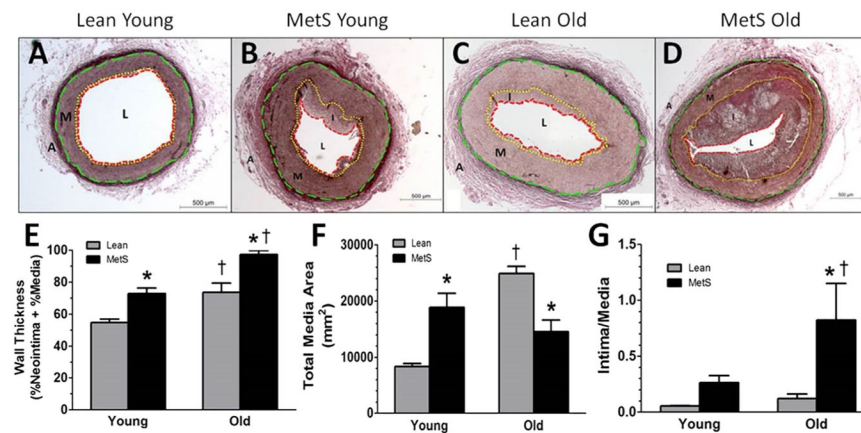 Lean Young MetS Young Lean Old MetS Old
A B C D
L M A 500 µm
I L M A 500 µm
I L M A 500 µm
A M I L 500 µm
E F G
Wall Thickness
(%Neointima + %Media)
100
80
60
40
20
0
Lean
MetS
* † * †
Young Old
Total Media Area
(mm²)
30000
20000
10000
0
Lean
MetS
* † *
Young Old
Intima/Media
1.5
1.0
0.5
0.0
Lean
MetS
* †
Young Old